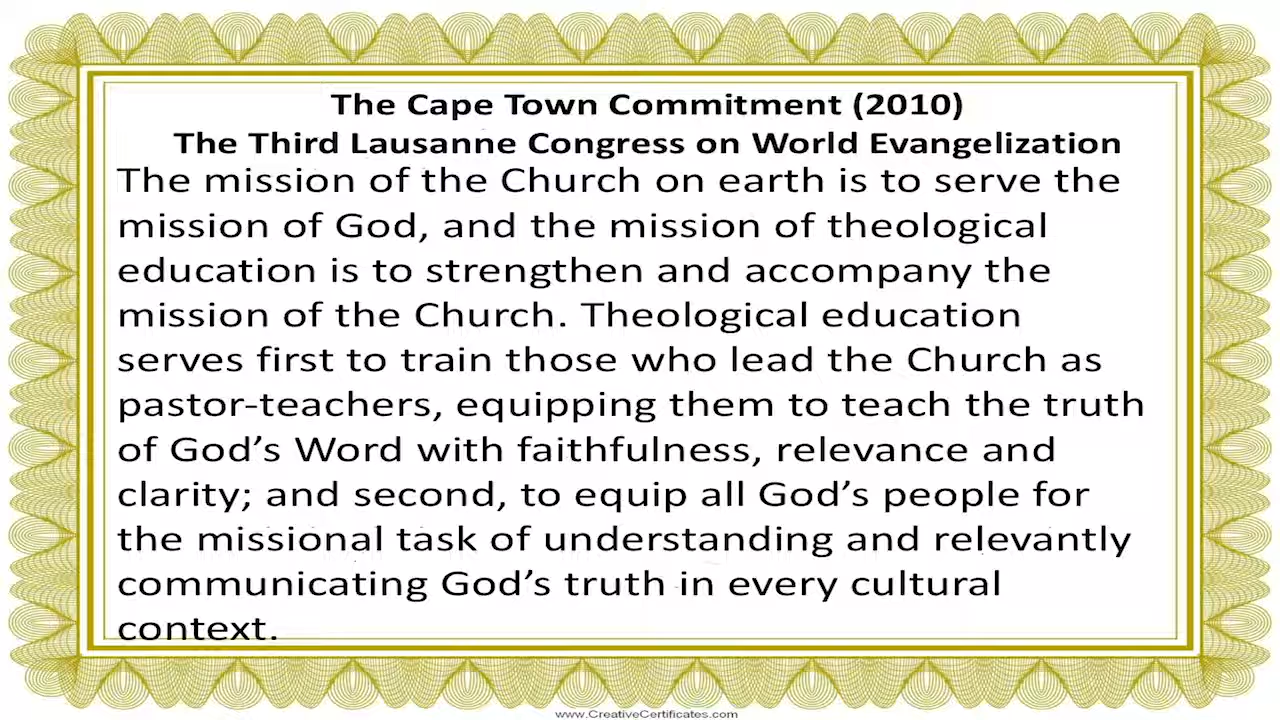 The Cape Town Commitment (2010)
The Third Lausanne Congress on World Evangelization
The mission of the Church on earth is to serve the
mission of God, and the mission of theological
education is to strengthen and accompany the
mission of the Church. Theological education
serves first to train those who lead the Church as
pastor-teachers, equipping them to teach the truth
of God’s Word with faithfulness, relevance and
clarity; and second, to equip all God’s people for
the missional task of understanding and relevantly
communicating God’s truth in every cultural
context.
www.CreativeCertificates.com